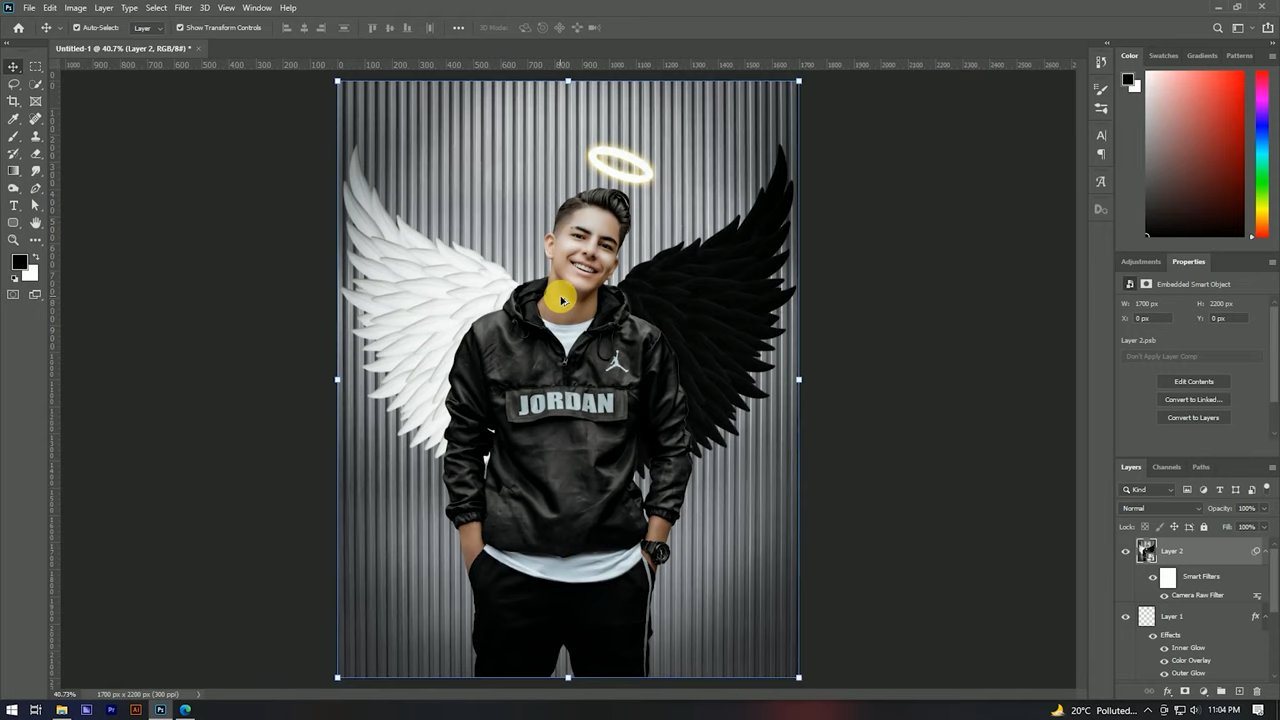 File Edit Image Layer Type Select Filter 3D View Window Help
Auto-Select: Layer Show Transform Controls 3D Mode:
Untitled-1 @ 40.7% (Layer 2, RGB/8#) *
JORDAN
Color Swatches Gradients Patterns
Adjustments Properties
Embedded Smart Object
W: 1700 px H: 2200 px
X: 0 px Y: 0 px
Layer 2.psb
Don't Apply Layer Comp
Edit Contents
Convert to Linked...
Convert to Layers
Layers Channels Paths
Kind
Normal Opacity: 100%
Lock: Fill: 100%
Layer 2
Smart Filters
Camera Raw Filter
Layer 1 fx
Effects
Inner Glow
Color Overlay
Outer Glow
40.73% 1700 px x 2200 px (300 ppi)
20°C Polluted... 11:04 PM